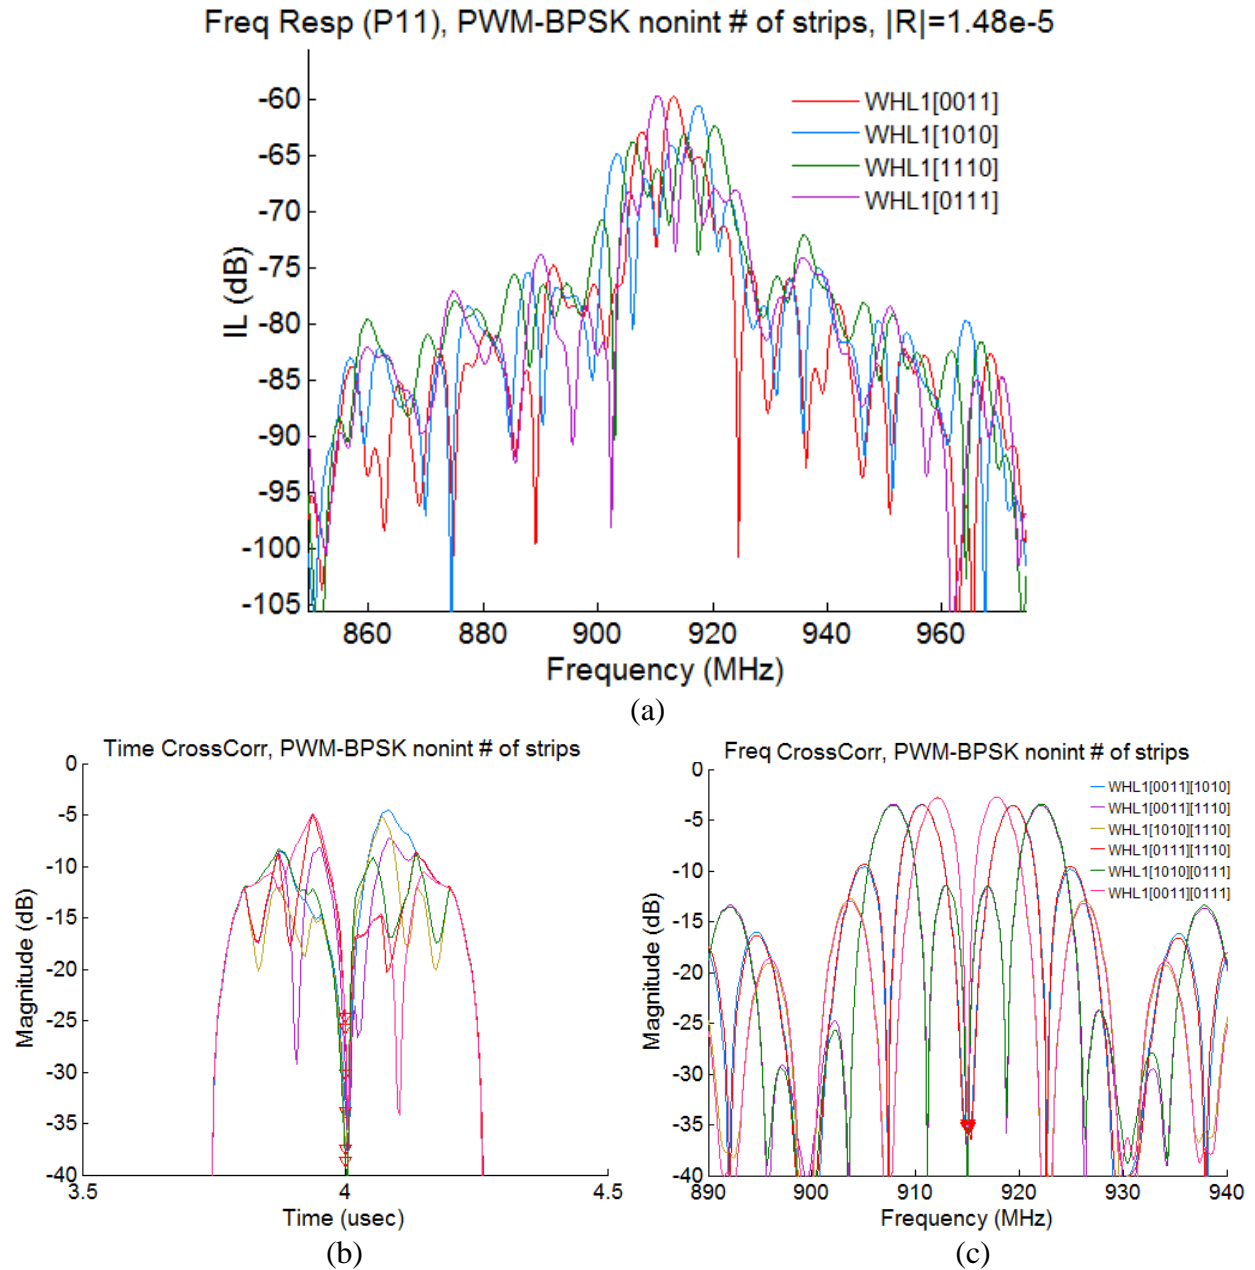 Freq Resp (P11), PWM-BPSK nonint # of strips, |R|=1.48e-5
-60
-65
-70
-75
-80
-85
-90
-95
-100
-105
IL (dB)
WHL1[0011]
WHL1[1010]
WHL1[1110]
WHL1[0111]
860 880 900 920 940 960
Frequency (MHz)
(a)
Time CrossCorr, PWM-BPSK nonint # of strips
0
-5
-10
-15
-20
-25
-30
-35
-40
Magnitude (dB)
3.5 4 4.5
Time (usec)
(b)
Freq CrossCorr, PWM-BPSK nonint # of strips
0
-5
-10
-15
-20
-25
-30
-35
-40
Magnitude (dB)
WHL1[0011][1010]
WHL1[0011][1110]
WHL1[1010][1110]
WHL1[0111][1110]
WHL1[1010][0111]
WHL1[0011][0111]
890 900 910 920 930 940
Frequency (MHz)
(c)